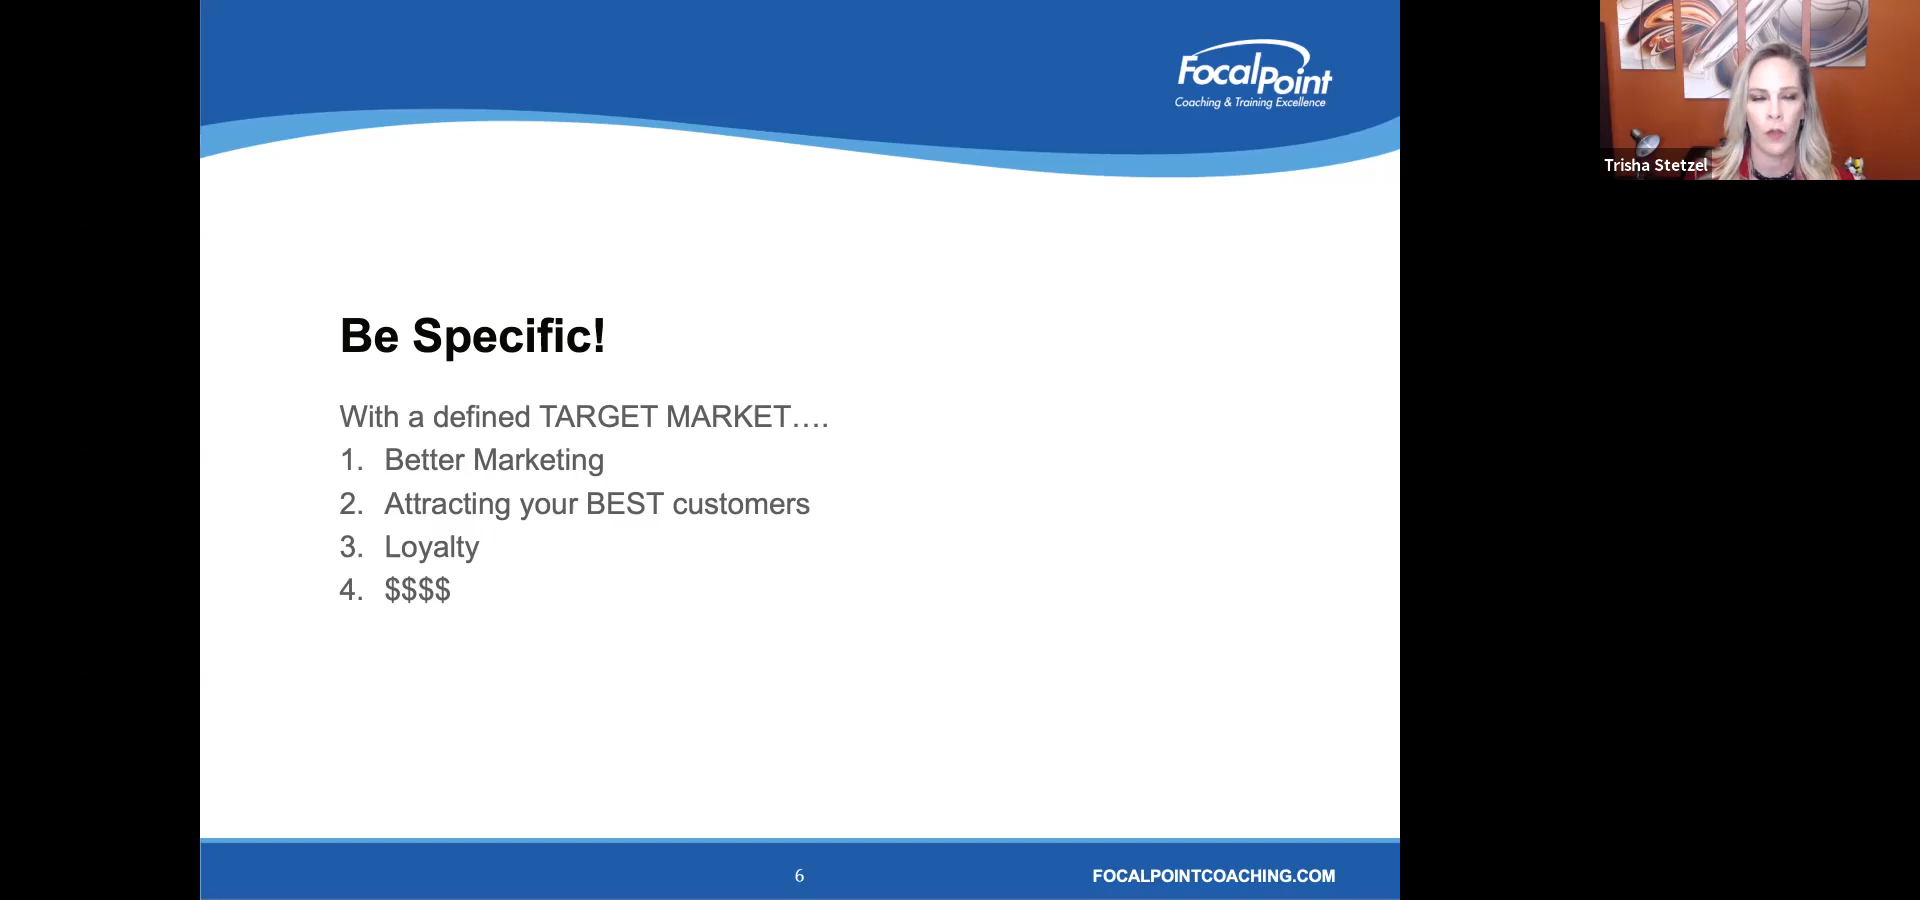 FocalPoint
Coaching & Training Excellence
Trisha Stetzel
Be Specific!
With a defined TARGET MARKET....
1. Better Marketing
2. Attracting your BEST customers
3. Loyalty
4. $$$$
6
FOCALPOINTCOACHING.COM